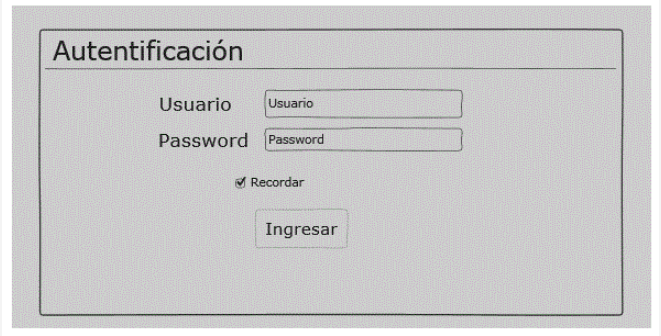 Autentificación
Usuario Usuario
Password Password
Recordar
Ingresar